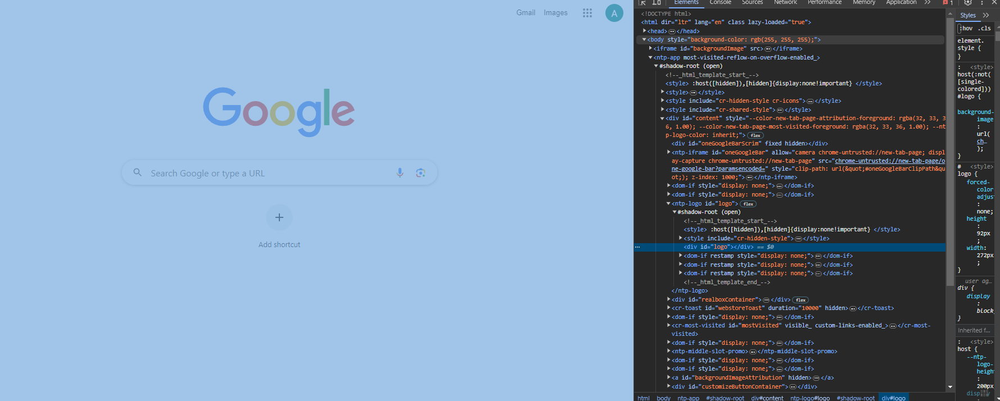 Gmail Images A
Google
Search Google or type a URL
Add shortcut
Elements Console Sources Network Performance Memory Application 1
<!DOCTYPE html>
<html dir="ltr" lang="en" class lazy-loaded="true">
<head>…</head>
<body style="background-color: rgb(255, 255, 255);">
<iframe id="backgroundImage" src>…</iframe>
<ntp-app most-visited-reflow-on-overflow-enabled_>
#shadow-root (open)
<!--_html_template_start_-->
<style> :host([hidden]),[hidden]{display:none!important} </style>
<style>…</style>
<style include="cr-hidden-style cr-icons">…</style>
<style include="cr-shared-style">…</style>
<div id="content" style="--color-new-tab-page-attribution-foreground: rgba(32, 33, 3
6, 1.00); --color-new-tab-page-most-visited-foreground: rgba(32, 33, 36, 1.00); --nt
p-logo-color: inherit;"> flex
<div id="oneGoogleBarScrim" fixed hidden></div>
<ntp-iframe id="oneGoogleBar" allow="camera chrome-untrusted://new-tab-page; displ
ay-capture chrome-untrusted://new-tab-page" src="chrome-untrusted://new-tab-page/o
ne-google-bar?paramsencoded=" style="clip-path: url(&quot;#oneGoogleBarClipPath&qu
ot;); z-index: 1000;">…</ntp-iframe>
<dom-if style="display: none;">…</dom-if>
<dom-if style="display: none;">…</dom-if>
<ntp-logo id="logo"> flex
#shadow-root (open)
<!--_html_template_start_-->
<style> :host([hidden]),[hidden]{display:none!important} </style>
<style include="cr-hidden-style">…</style>
<div id="logo"></div> == $0
<dom-if restamp style="display: none;">…</dom-if>
<dom-if restamp style="display: none;">…</dom-if>
<dom-if restamp style="display: none;">…</dom-if>
<!--_html_template_end_-->
</ntp-logo>
<div id="realboxContainer">…</div> flex
<cr-toast id="webstoreToast" duration="10000" hidden>…</cr-toast>
<dom-if style="display: none;">…</dom-if>
<cr-most-visited id="mostVisited" visible_ custom-links-enabled_>…</cr-most-
visited>
<dom-if style="display: none;">…</dom-if>
<ntp-middle-slot-promo>…</ntp-middle-slot-promo>
<dom-if style="display: none;">…</dom-if>
<dom-if style="display: none;">…</dom-if>
<a id="backgroundImageAttribution" hidden>…</a>
<div id="customizeButtonContainer">…</div>
html body ntp-app #shadow-root div#content ntp-logo#logo #shadow-root div#logo
Styles
:hov .cls
element.
style {
}
: <style>
host(:not(
[single-
colored]))
#logo {
background-
image
:
url(
ch…
);
}
# <style>
logo {
forced-
color
adjus
:
none;
height
:
92px
;
width:
272px
;
}
user ag…
div {
display
:
block
}
Inherited f…
: <style>
host {
--ntp-
logo-
heigh
:
200px